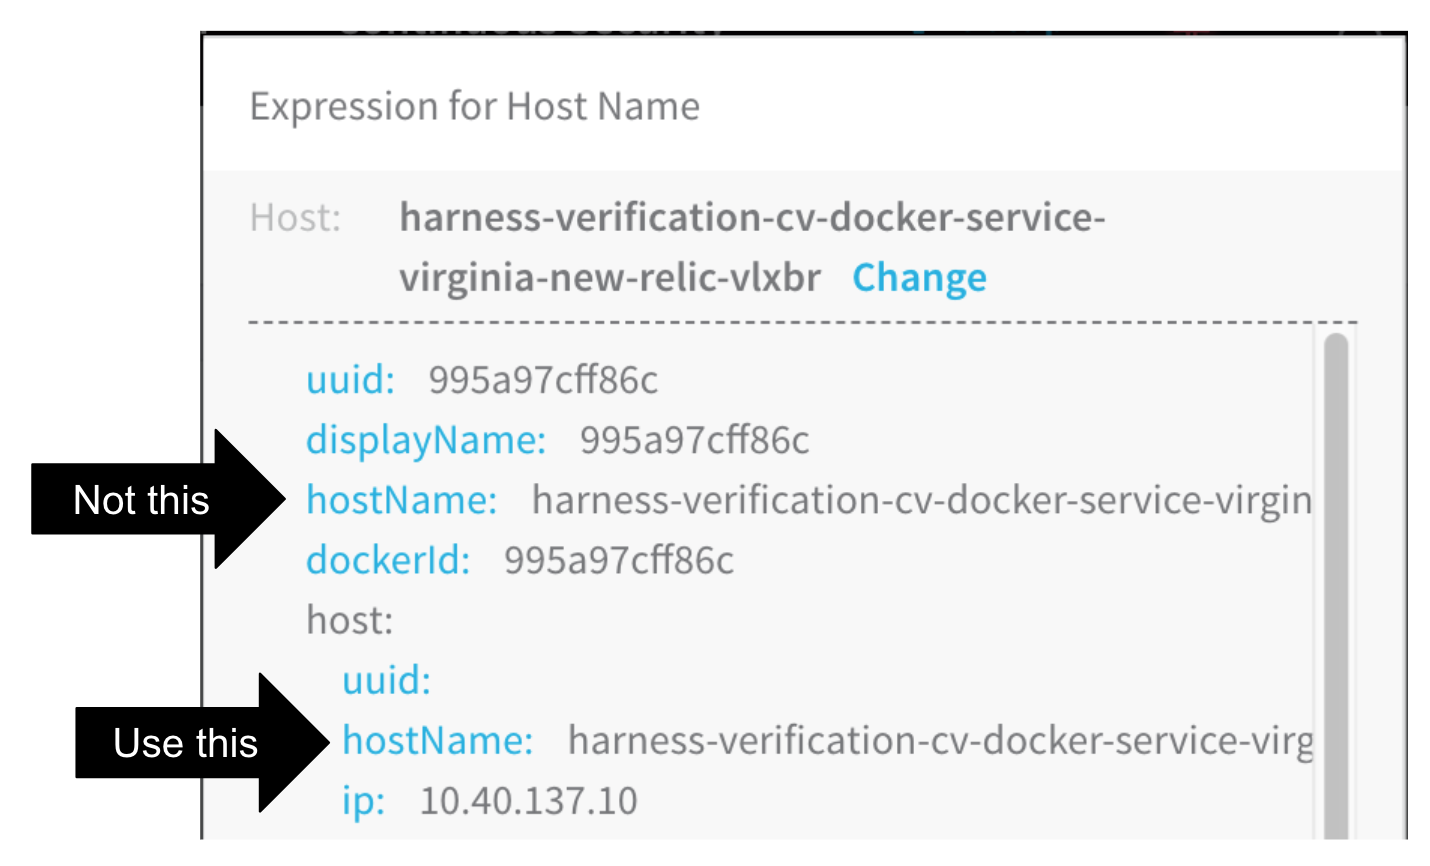 Expression for Host Name
Host: harness-verification-cv-docker-service-
virginia-new-relic-vlxbr Change
uuid: 995a97cff86c
displayName: 995a97cff86c
Not this
hostName: harness-verification-cv-docker-service-virgin
dockerId: 995a97cff86c
host:
uuid:
Use this
hostName: harness-verification-cv-docker-service-virg
ip: 10.40.137.10